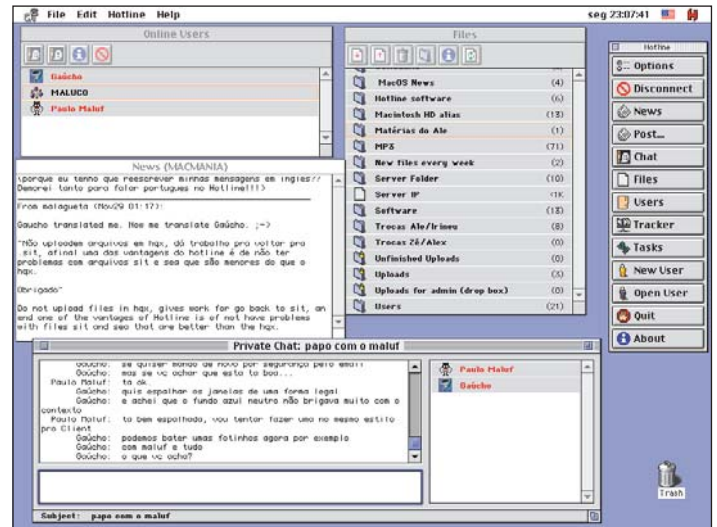 File Edit Hotline Help
seg 23:07:41
Online Users
Gaúcho
MALUCO
Paulo Maluf
Files
MacOS News (4)
Hotline software (6)
Macintosh HD alias (13)
Matérias do Ale (1)
MP3 (71)
New files every week (2)
Server Folder (10)
Server IP <1K
Software (13)
Trocas Ale/Irineu (8)
Trocas Zé/Alex (0)
Unfinished Uploads (0)
Uploads (3)
Uploads for admin (drop box) (0)
Users (21)
Hotline
Options
Disconnect
News
Post...
Chat
Files
Users
Tracker
Tasks
New User
Open User
Quit
About
News (MACMANIA)
(porque eu tenho que reescrever minhas mensagens em ingles??
Demorei tanto para falar portugues no Hotline!!!)
From malagueta (Nov29 01:17):
Gaucho translated me. Noe me translate Gaúcho. ;-)
"Não uploadem arquivos em hqx, dá trabalho pra voltar pra
.sit, afinal uma das vantagens do hotline é de não ter
problemas com arquivos sit e sea que são menores do que o
hqx.
Obrigado"
Do not upload files in hqx, gives work for go back to sit, an
end one of the vantages of Hotline is of not have problems
with files sit and sea that are better than the hqx.
Private Chat: papo com o maluf
Gaúcho: se quiser mando de novo por segurança pelo email
Gaúcho: mas se vc achar que esta ta boa...
Paulo Maluf: ta ok.
Gaúcho: quis espalhar as janelas de uma forma legal
Gaúcho: e achei que o fundo azul neutro não brigava muito com o
contexto
Paulo Maluf: ta bem espalhada, vou tentar fazer uma no mesmo estilo
pro Client
Gaúcho: podemos bater umas fotinhos agora por exemplo
Gaúcho: com maluf e tudo
Gaúcho: o que vc acha?
Paulo Maluf
Gaúcho
Subject: papo com o maluf
Trash